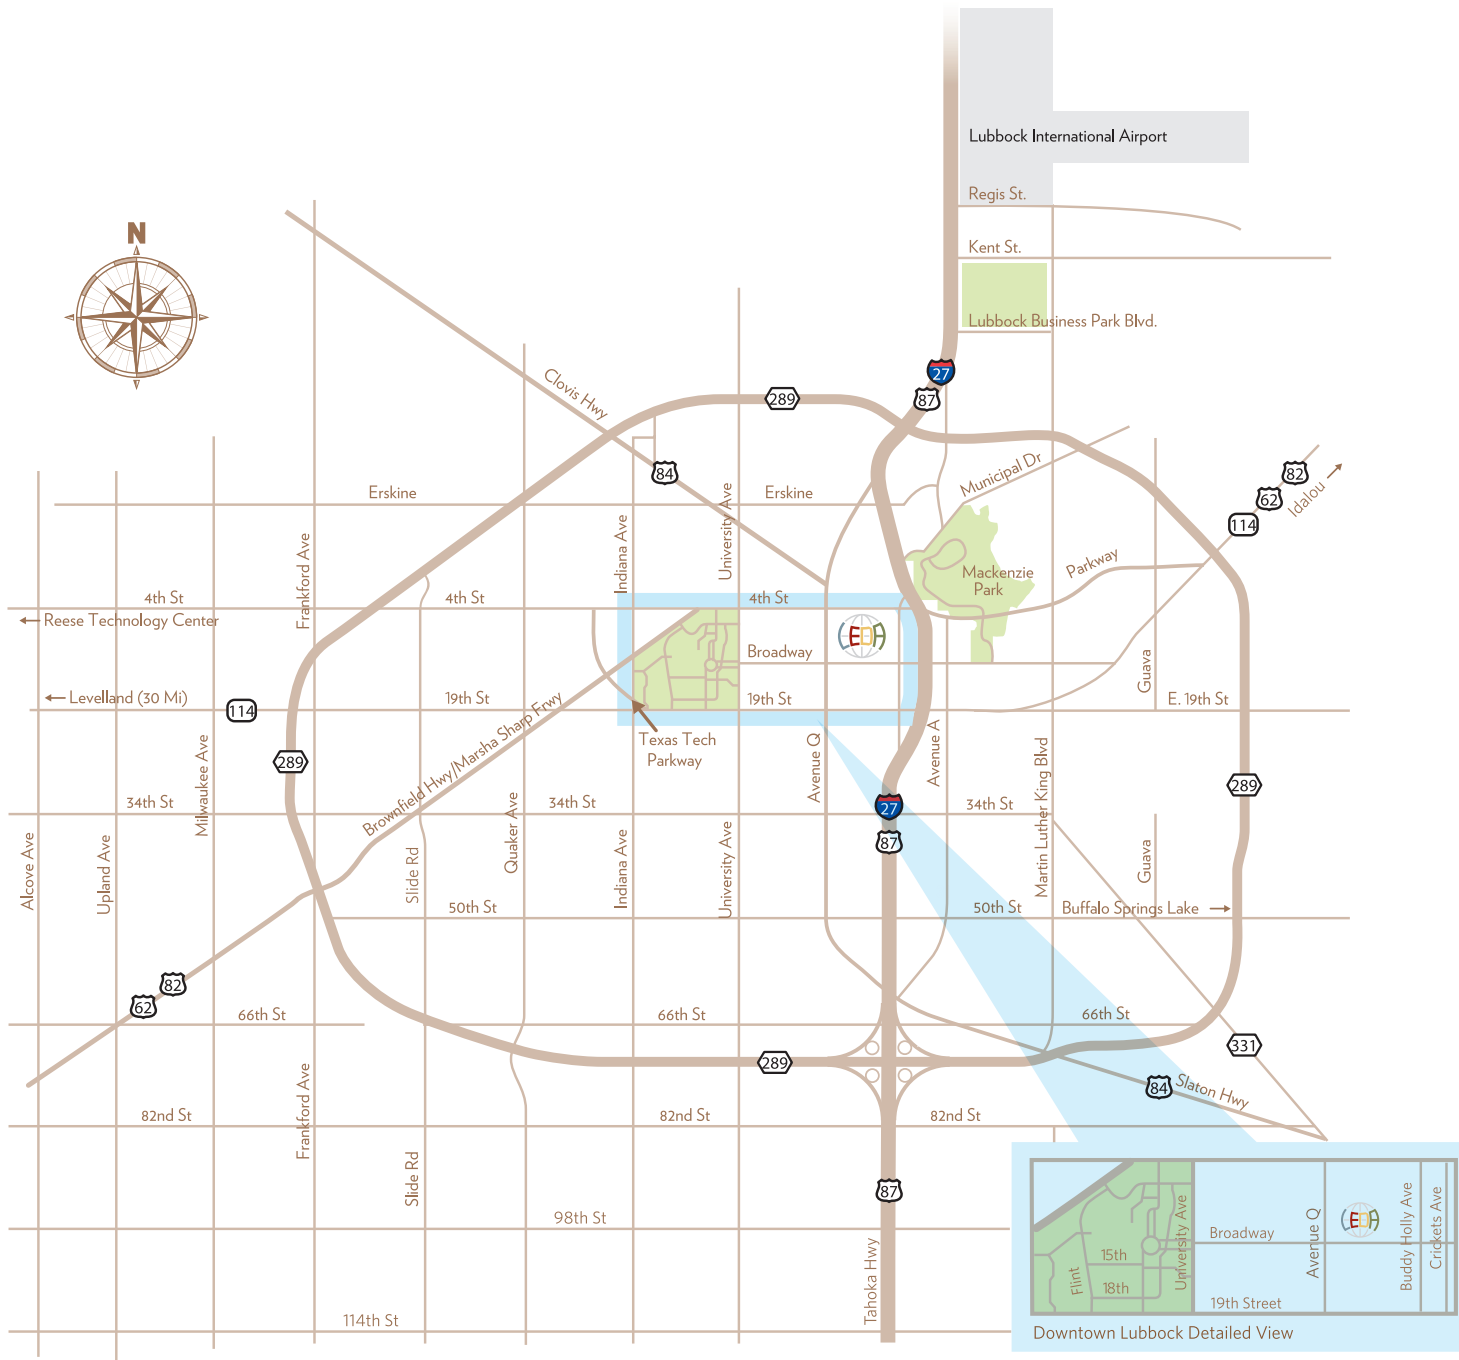 Lubbock International Airport
Regis St.
N
Kent St.
Lubbock Business Park Blvd.
27
87
Clovis Hwy
289
84
Municipal Dr
82
62
Idalou
114
Erskine
Erskine
Frankford Ave
Indiana Ave
University Ave
Mackenzie
Park
Parkway
4th St
4th St
4th St
Reese Technology Center
EDA
Broadway
Guava
Levelland (30 Mi)
114
19th St
19th St
E. 19th St
Texas Tech
Parkway
Brownfield Hwy/Marsha Sharp Frwy
Milwaukee Ave
289
Avenue Q
Avenue A
Martin Luther King Blvd
289
34th St
34th St
27
34th St
87
Alcove Ave
Upland Ave
Slide Rd
Quaker Ave
Indiana Ave
University Ave
Guava
50th St
50th St
Buffalo Springs Lake
82
62
66th St
66th St
66th St
331
289
84
Slaton Hwy
Frankford Ave
82nd St
82nd St
82nd St
Slide Rd
87
98th St
Tahoka Hwy
114th St
University Ave
Broadway
Avenue Q
EDA
Buddy Holly Ave
Crickets Ave
15th
Flint
18th
19th Street
Downtown Lubbock Detailed View